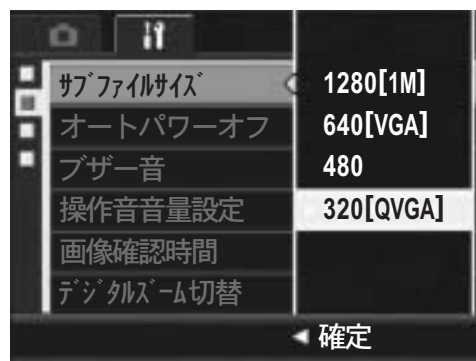 ｻﾌﾞﾌｧｲﾙｻｲｽﾞ
オートパワーオフ
ブザー音
操作音音量設定
画像確認時間
ﾃﾞｼﾞﾀﾙｽﾞｰﾑ切替
1280[1M]
640[VGA]
480
320[QVGA]
確定